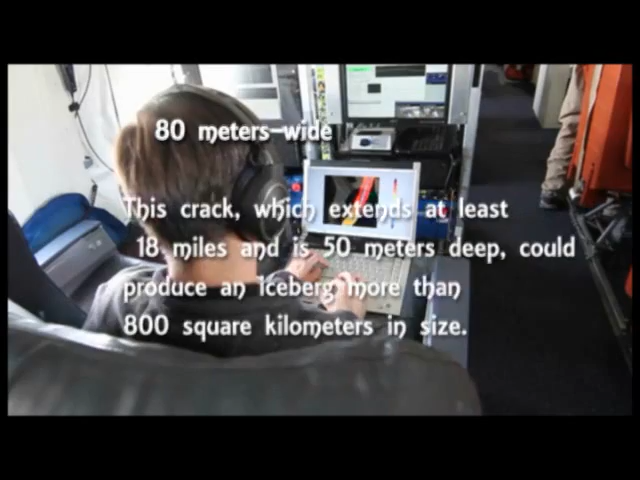 80 meters wide
This crack, which extends at least
18 miles and is 50 meters deep, could
produce an iceberg more than
800 square kilometers in size.